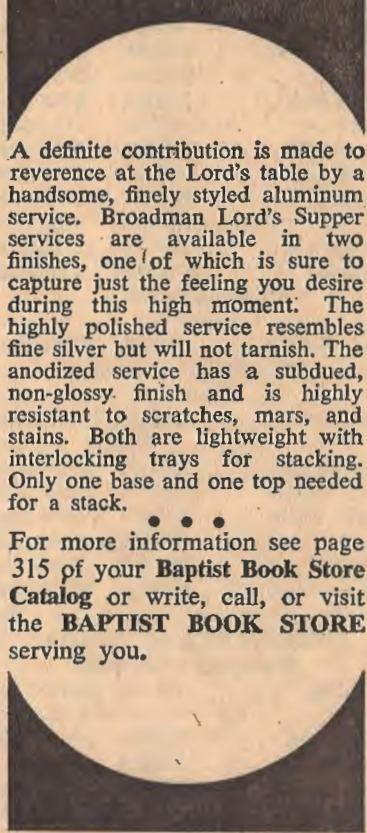 A definite contribution is made to
reverence at the Lord's table by a
handsome, finely styled aluminum
service. Broadman Lord's Supper
services are available in two
finishes, one of which is sure to
capture just the feeling you desire
during this high moment. The
highly polished service resembles
fine silver but will not tarnish. The
anodized service has a subdued,
non-glossy finish and is highly
resistant to scratches, mars, and
stains. Both are lightweight with
interlocking trays for stacking.
Only one base and one top needed
for a stack.
• • •
For more information see page
315 of your Baptist Book Store
Catalog or write, call, or visit
the BAPTIST BOOK STORE
serving you.